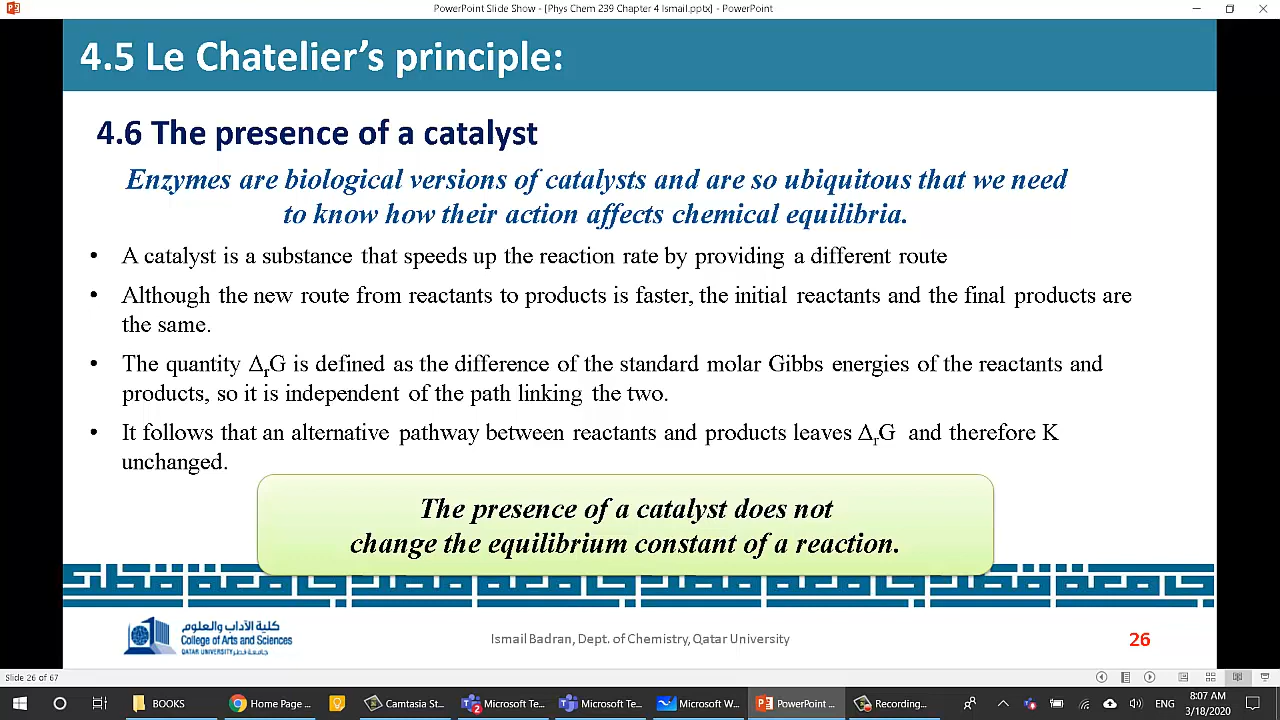 PowerPoint Slide Show - [Phys Chem 239 Chapter 4 Ismail.pptx] - PowerPoint
4.5 Le Chatelier's principle:
4.6 The presence of a catalyst
Enzymes are biological versions of catalysts and are so ubiquitous that we need
to know how their action affects chemical equilibria.
• A catalyst is a substance that speeds up the reaction rate by providing a different route
• Although the new route from reactants to products is faster, the initial reactants and the final products are
the same.
• The quantity ΔrG is defined as the difference of the standard molar Gibbs energies of the reactants and
products, so it is independent of the path linking the two.
• It follows that an alternative pathway between reactants and products leaves ΔrG and therefore K
unchanged.
The presence of a catalyst does not
change the equilibrium constant of a reaction.
كلية الآداب والعلوم
College of Arts and Sciences
QATAR UNIVERSITY جامعة قطر
Ismail Badran, Dept. of Chemistry, Qatar University
26
Slide 26 of 67
BOOKS
Home Page ...
Camtasia St...
Microsoft Te...
Microsoft Te...
Microsoft W...
PowerPoint ...
Recording...
ENG
8:07 AM
3/18/2020